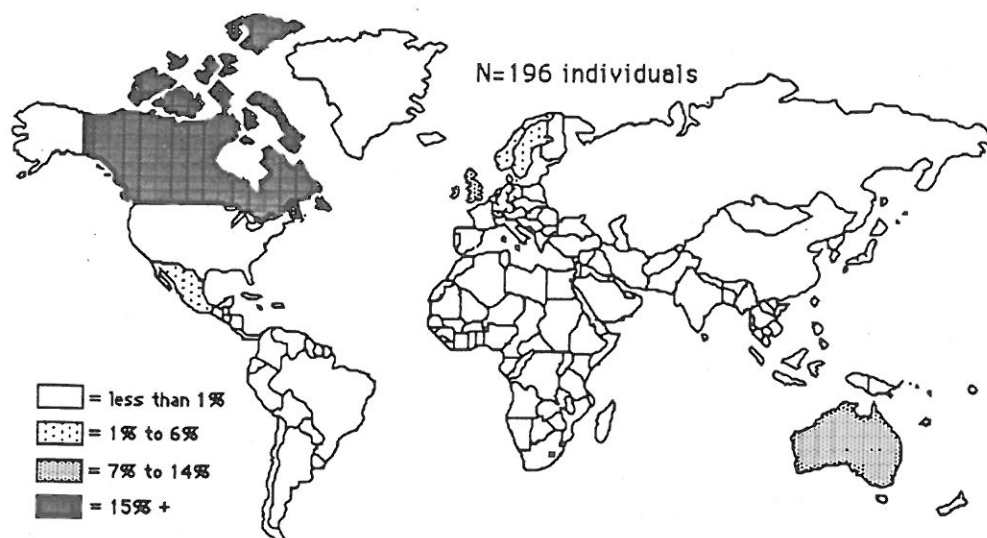 N=196 individuals
= less than 1%
= 1% to 6%
= 7% to 14%
= 15% +